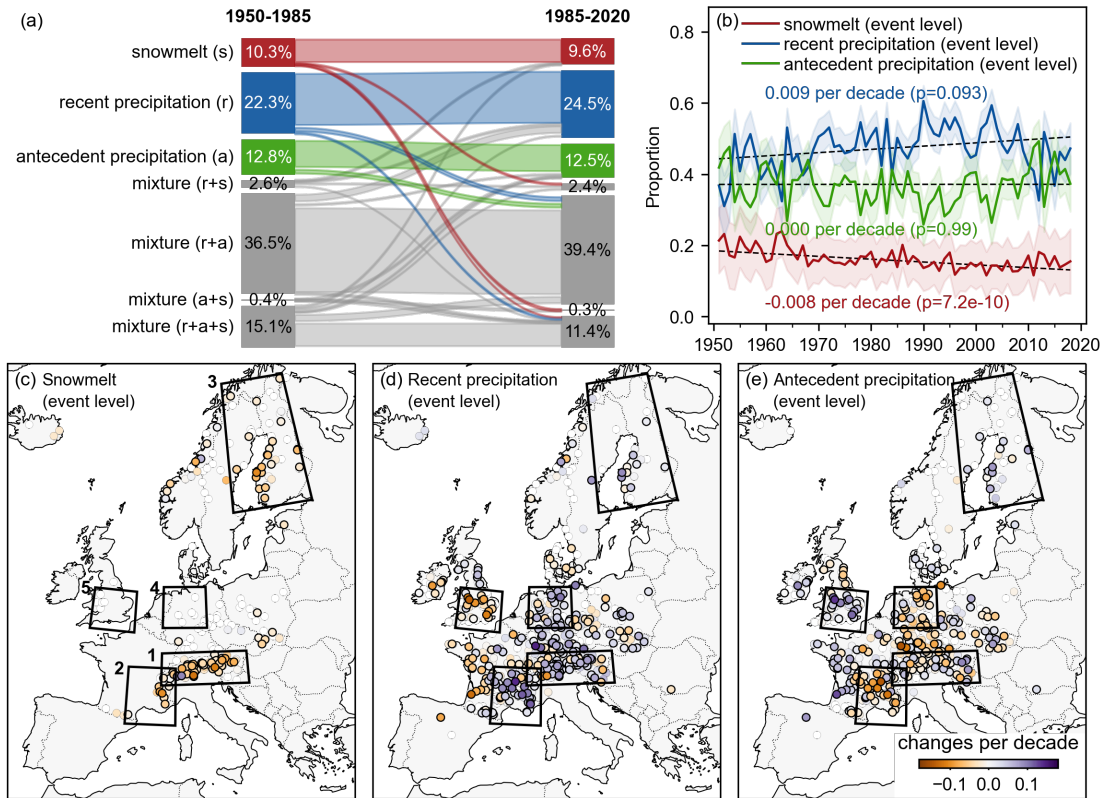 (a)
1950-1985
1985-2020
snowmelt (s)
10.3%
9.6%
recent precipitation (r)
22.3%
24.5%
antecedent precipitation (a)
12.8%
12.5%
mixture (r+s)
2.6%
2.4%
mixture (r+a)
36.5%
39.4%
mixture (a+s)
0.4%
0.3%
mixture (r+a+s)
15.1%
11.4%
(b)
snowmelt (event level)
recent precipitation (event level)
antecedent precipitation (event level)
0.009 per decade (p=0.093)
0.000 per decade (p=0.99)
-0.008 per decade (p=7.2e-10)
Proportion
0.8
0.6
0.4
0.2
0.0
1950 1960 1970 1980 1990 2000 2010 2020
(c) Snowmelt
(event level)
3
5
4
1
2
(d) Recent precipitation
(event level)
(e) Antecedent precipitation
(event level)
changes per decade
−0.1 0.0 0.1